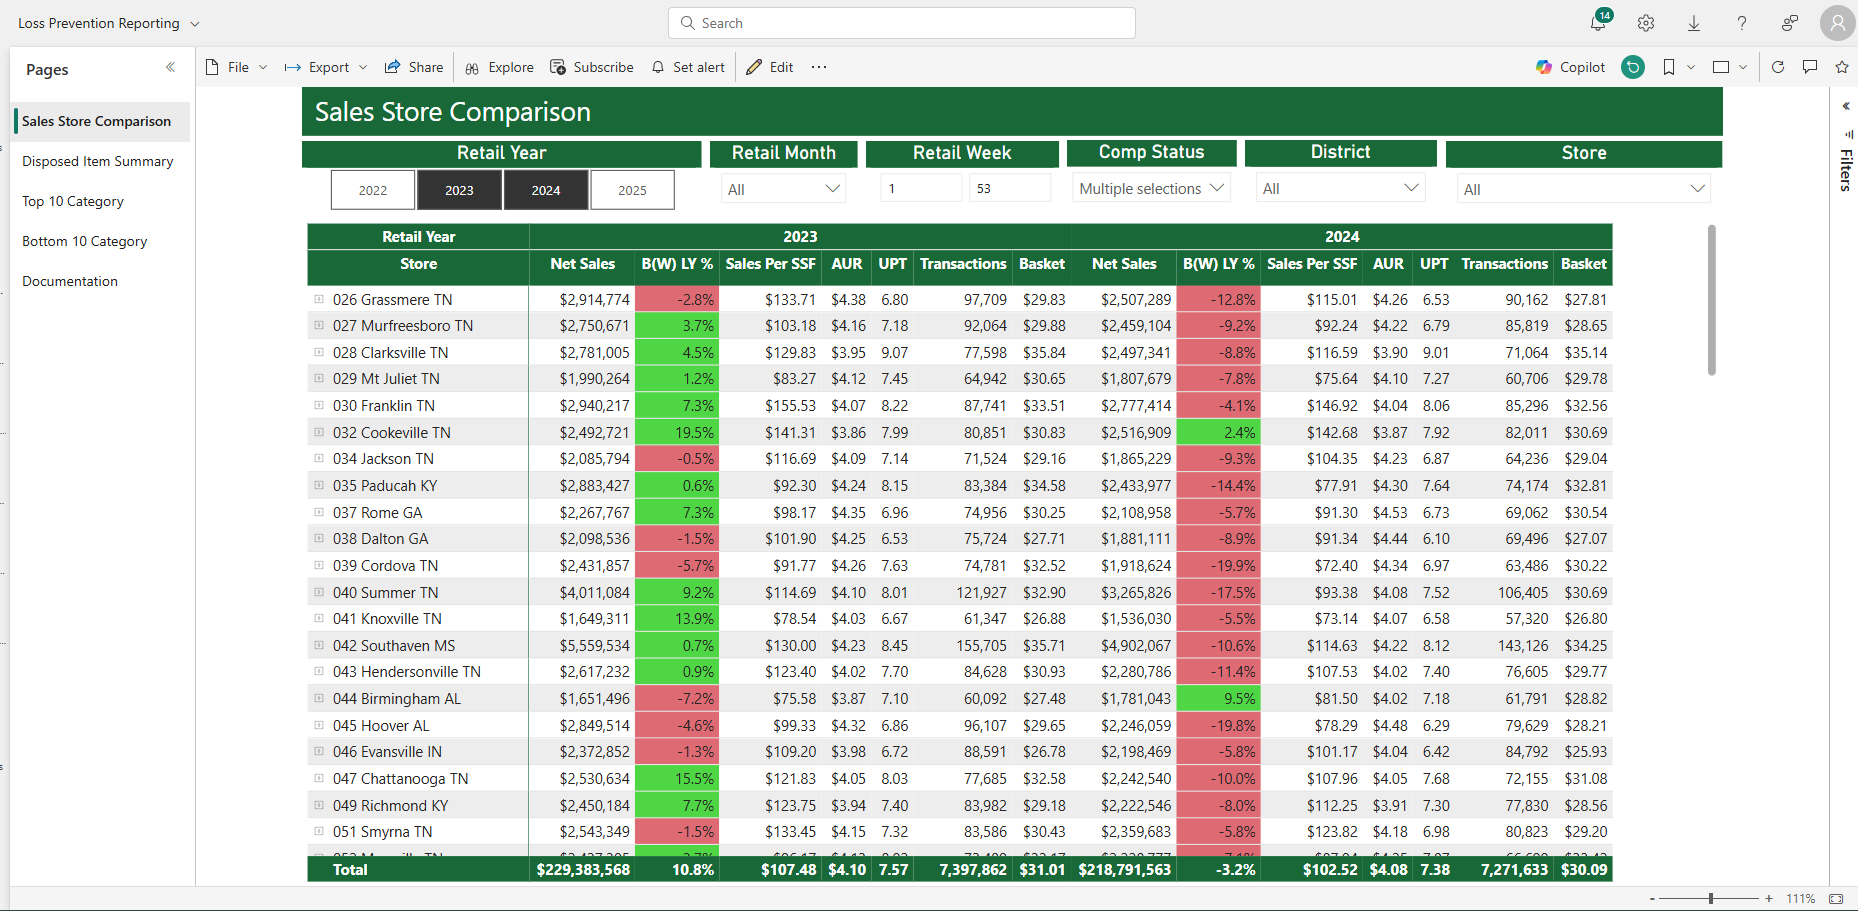 Loss Prevention Reporting
Search
14
Pages
File Export Share Explore Subscribe Set alert Edit
Copilot
Sales Store Comparison
Disposed Item Summary
Top 10 Category
Bottom 10 Category
Documentation
Sales Store Comparison
Retail Year Retail Month Retail Week Comp Status District Store
2022 2023 2024 2025 All 1 53 Multiple selections All All
Filters
Retail Year 2023 2024
Store Net Sales B(W) LY % Sales Per SSF AUR UPT Transactions Basket Net Sales B(W) LY % Sales Per SSF AUR UPT Transactions Basket
026 Grassmere TN $2,914,774 -2.8% $133.71 $4.38 6.80 97,709 $29.83 $2,507,289 -12.8% $115.01 $4.26 6.53 90,162 $27.81
027 Murfreesboro TN $2,750,671 3.7% $103.18 $4.16 7.18 92,064 $29.88 $2,459,104 -9.2% $92.24 $4.22 6.79 85,819 $28.65
028 Clarksville TN $2,781,005 4.5% $129.83 $3.95 9.07 77,598 $35.84 $2,497,341 -8.8% $116.59 $3.90 9.01 71,064 $35.14
029 Mt Juliet TN $1,990,264 1.2% $83.27 $4.12 7.45 64,942 $30.65 $1,807,679 -7.8% $75.64 $4.10 7.27 60,706 $29.78
030 Franklin TN $2,940,217 7.3% $155.53 $4.07 8.22 87,741 $33.51 $2,777,414 -4.1% $146.92 $4.04 8.06 85,296 $32.56
032 Cookeville TN $2,492,721 19.5% $141.31 $3.86 7.99 80,851 $30.83 $2,516,909 2.4% $142.68 $3.87 7.92 82,011 $30.69
034 Jackson TN $2,085,794 -0.5% $116.69 $4.09 7.14 71,524 $29.16 $1,865,229 -9.3% $104.35 $4.23 6.87 64,236 $29.04
035 Paducah KY $2,883,427 0.6% $92.30 $4.24 8.15 83,384 $34.58 $2,433,977 -14.4% $77.91 $4.30 7.64 74,174 $32.81
037 Rome GA $2,267,767 7.3% $98.17 $4.35 6.96 74,956 $30.25 $2,108,958 -5.7% $91.30 $4.53 6.73 69,062 $30.54
038 Dalton GA $2,098,536 -1.5% $101.90 $4.25 6.53 75,724 $27.71 $1,881,111 -8.9% $91.34 $4.44 6.10 69,496 $27.07
039 Cordova TN $2,431,857 -5.7% $91.77 $4.26 7.63 74,781 $32.52 $1,918,624 -19.9% $72.40 $4.34 6.97 63,486 $30.22
040 Summer TN $4,011,084 9.2% $114.69 $4.10 8.01 121,927 $32.90 $3,265,826 -17.5% $93.38 $4.08 7.52 106,405 $30.69
041 Knoxville TN $1,649,311 13.9% $78.54 $4.03 6.67 61,347 $26.88 $1,536,030 -5.5% $73.14 $4.07 6.58 57,320 $26.80
042 Southaven MS $5,559,534 0.7% $130.00 $4.23 8.45 155,705 $35.71 $4,902,067 -10.6% $114.63 $4.22 8.12 143,126 $34.25
043 Hendersonville TN $2,617,232 0.9% $123.40 $4.02 7.70 84,628 $30.93 $2,280,786 -11.4% $107.53 $4.02 7.40 76,605 $29.77
044 Birmingham AL $1,651,496 -7.2% $75.58 $3.87 7.10 60,092 $27.48 $1,781,043 9.5% $81.50 $4.02 7.18 61,791 $28.82
045 Hoover AL $2,849,514 -4.6% $99.33 $4.32 6.86 96,107 $29.65 $2,246,059 -19.8% $78.29 $4.48 6.29 79,629 $28.21
046 Evansville IN $2,372,852 -1.3% $109.20 $3.98 6.72 88,591 $26.78 $2,198,469 -5.8% $101.17 $4.04 6.42 84,792 $25.93
047 Chattanooga TN $2,530,634 15.5% $121.83 $4.05 8.03 77,685 $32.58 $2,242,540 -10.0% $107.96 $4.05 7.68 72,155 $31.08
049 Richmond KY $2,450,184 7.7% $123.75 $3.94 7.40 83,982 $29.18 $2,222,546 -8.0% $112.25 $3.91 7.30 77,830 $28.56
051 Smyrna TN $2,543,349 -1.5% $133.45 $4.15 7.32 83,586 $30.43 $2,359,683 -5.8% $123.82 $4.18 6.98 80,823 $29.20
Total $229,383,568 10.8% $107.48 $4.10 7.57 7,397,862 $31.01 $218,791,563 -3.2% $102.52 $4.08 7.38 7,271,633 $30.09
- + 111%